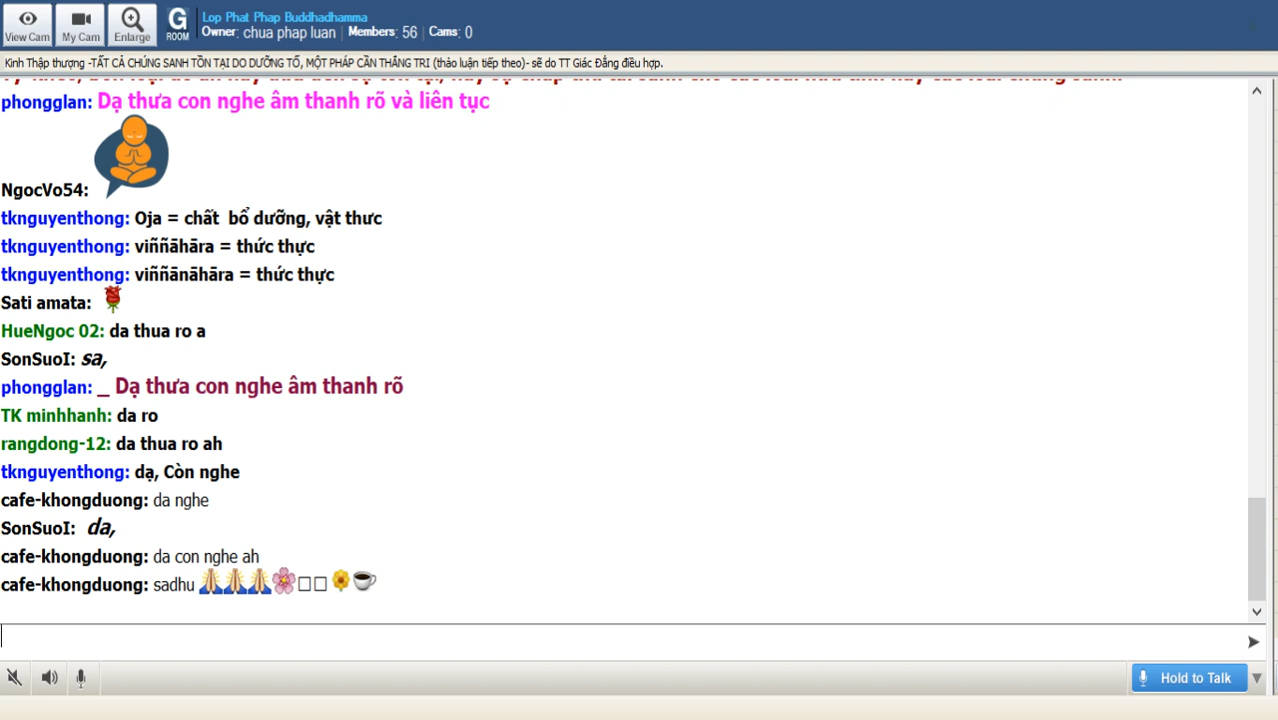 Lop Phat Phap Buddhadhamma
View Cam
My Cam
Enlarge
G ROOM
Owner: chua phap luan | Members: 56 | Cams: 0
Kinh Thập thượng -TẤT CẢ CHÚNG SANH TỒN TẠI DO DƯỠNG TỐ, MỘT PHÁP CẦN THẮNG TRI (thảo luận tiếp theo)- sẽ do TT Giác Đẳng điều hợp.
phongglan: Dạ thưa con nghe âm thanh rõ và liên tục
NgocVo54:
tknguyenthong: Oja = chất bổ dưỡng, vật thưc
tknguyenthong: viññāhāra = thức thực
tknguyenthong: viññānāhāra = thức thực
Sati amata:
HueNgoc 02: da thua ro a
SonSuoI: sa,
phongglan: _ Dạ thưa con nghe âm thanh rõ
TK minhhanh: da ro
rangdong-12: da thua ro ah
tknguyenthong: dạ, Còn nghe
cafe-khongduong: da nghe
SonSuoI: da,
cafe-khongduong: da con nghe ah
cafe-khongduong: sadhu 🙏🙏🙏🌸□□🌼☕
Hold to Talk